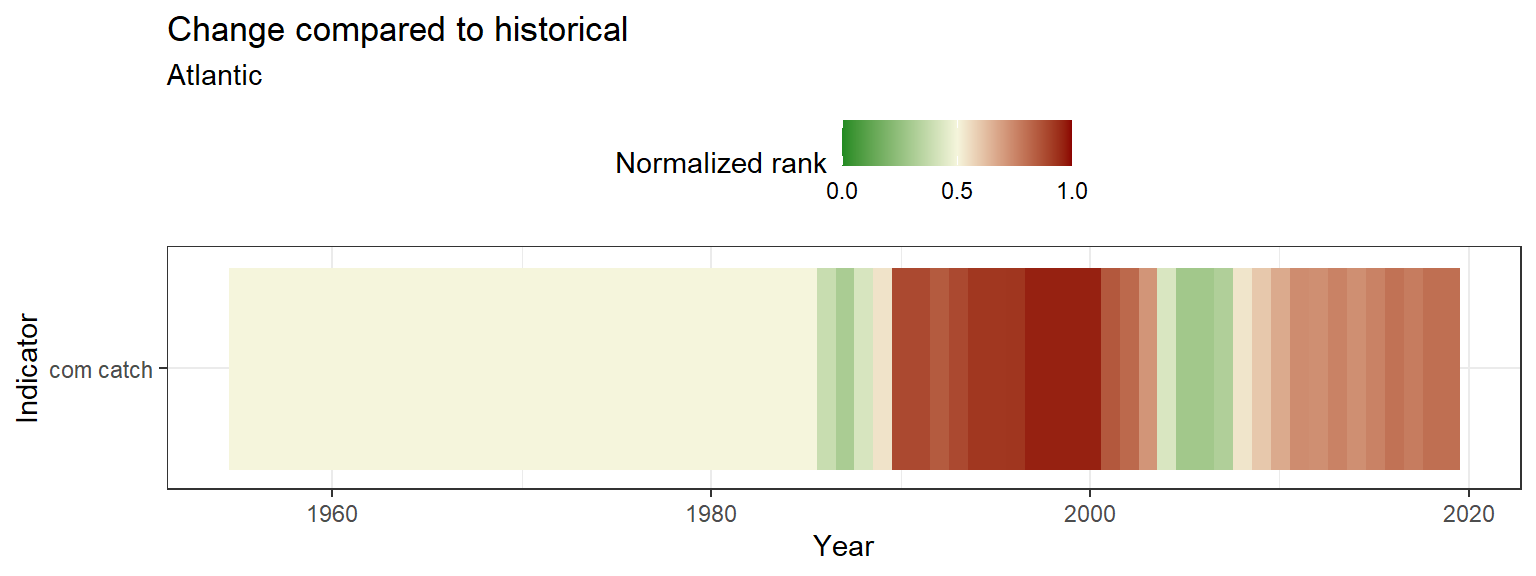 Change compared to historical
Atlantic
Normalized rank
0.0 0.5 1.0
Indicator
com catch
1960 1980 2000 2020
Year